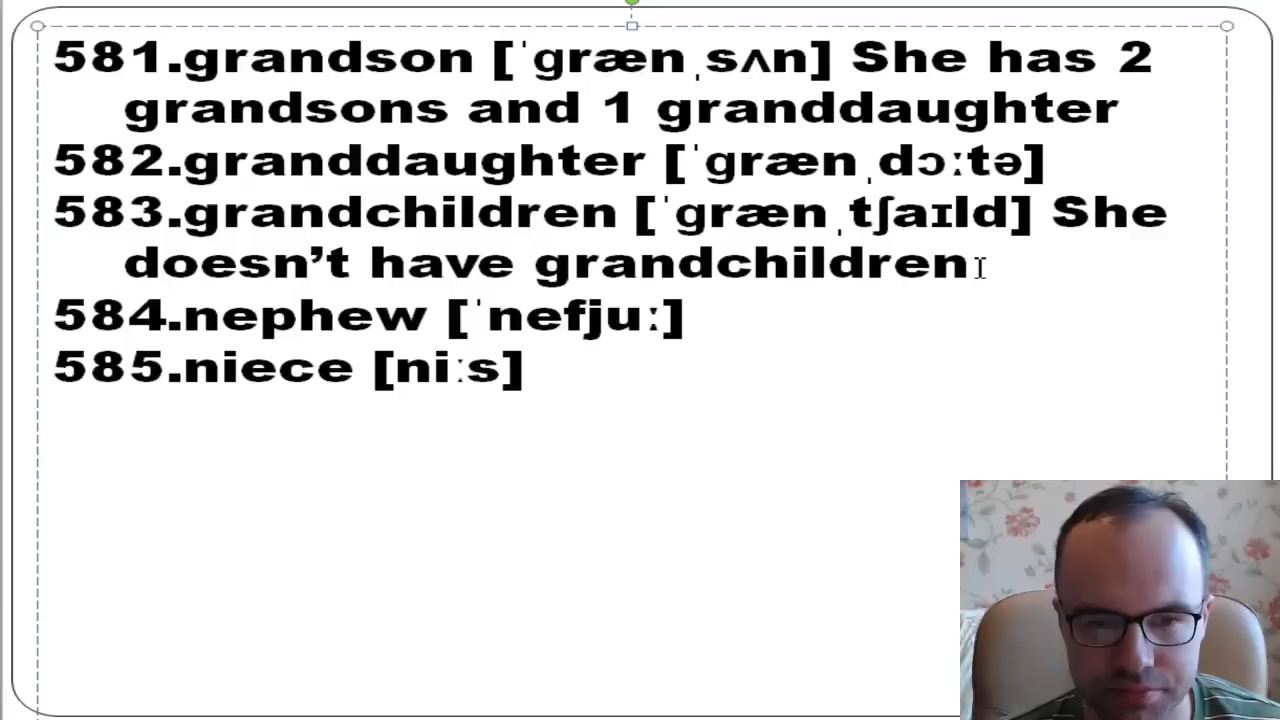 581.grandson [ˈɡrænˌsʌn] She has 2
grandsons and 1 granddaughter
582.granddaughter [ˈɡrænˌdɔːtə]
583.grandchildren [ˈɡrænˌtʃaɪld] She
doesn’t have grandchildren
584.nephew [ˈnefjuː]
585.niece [niːs]